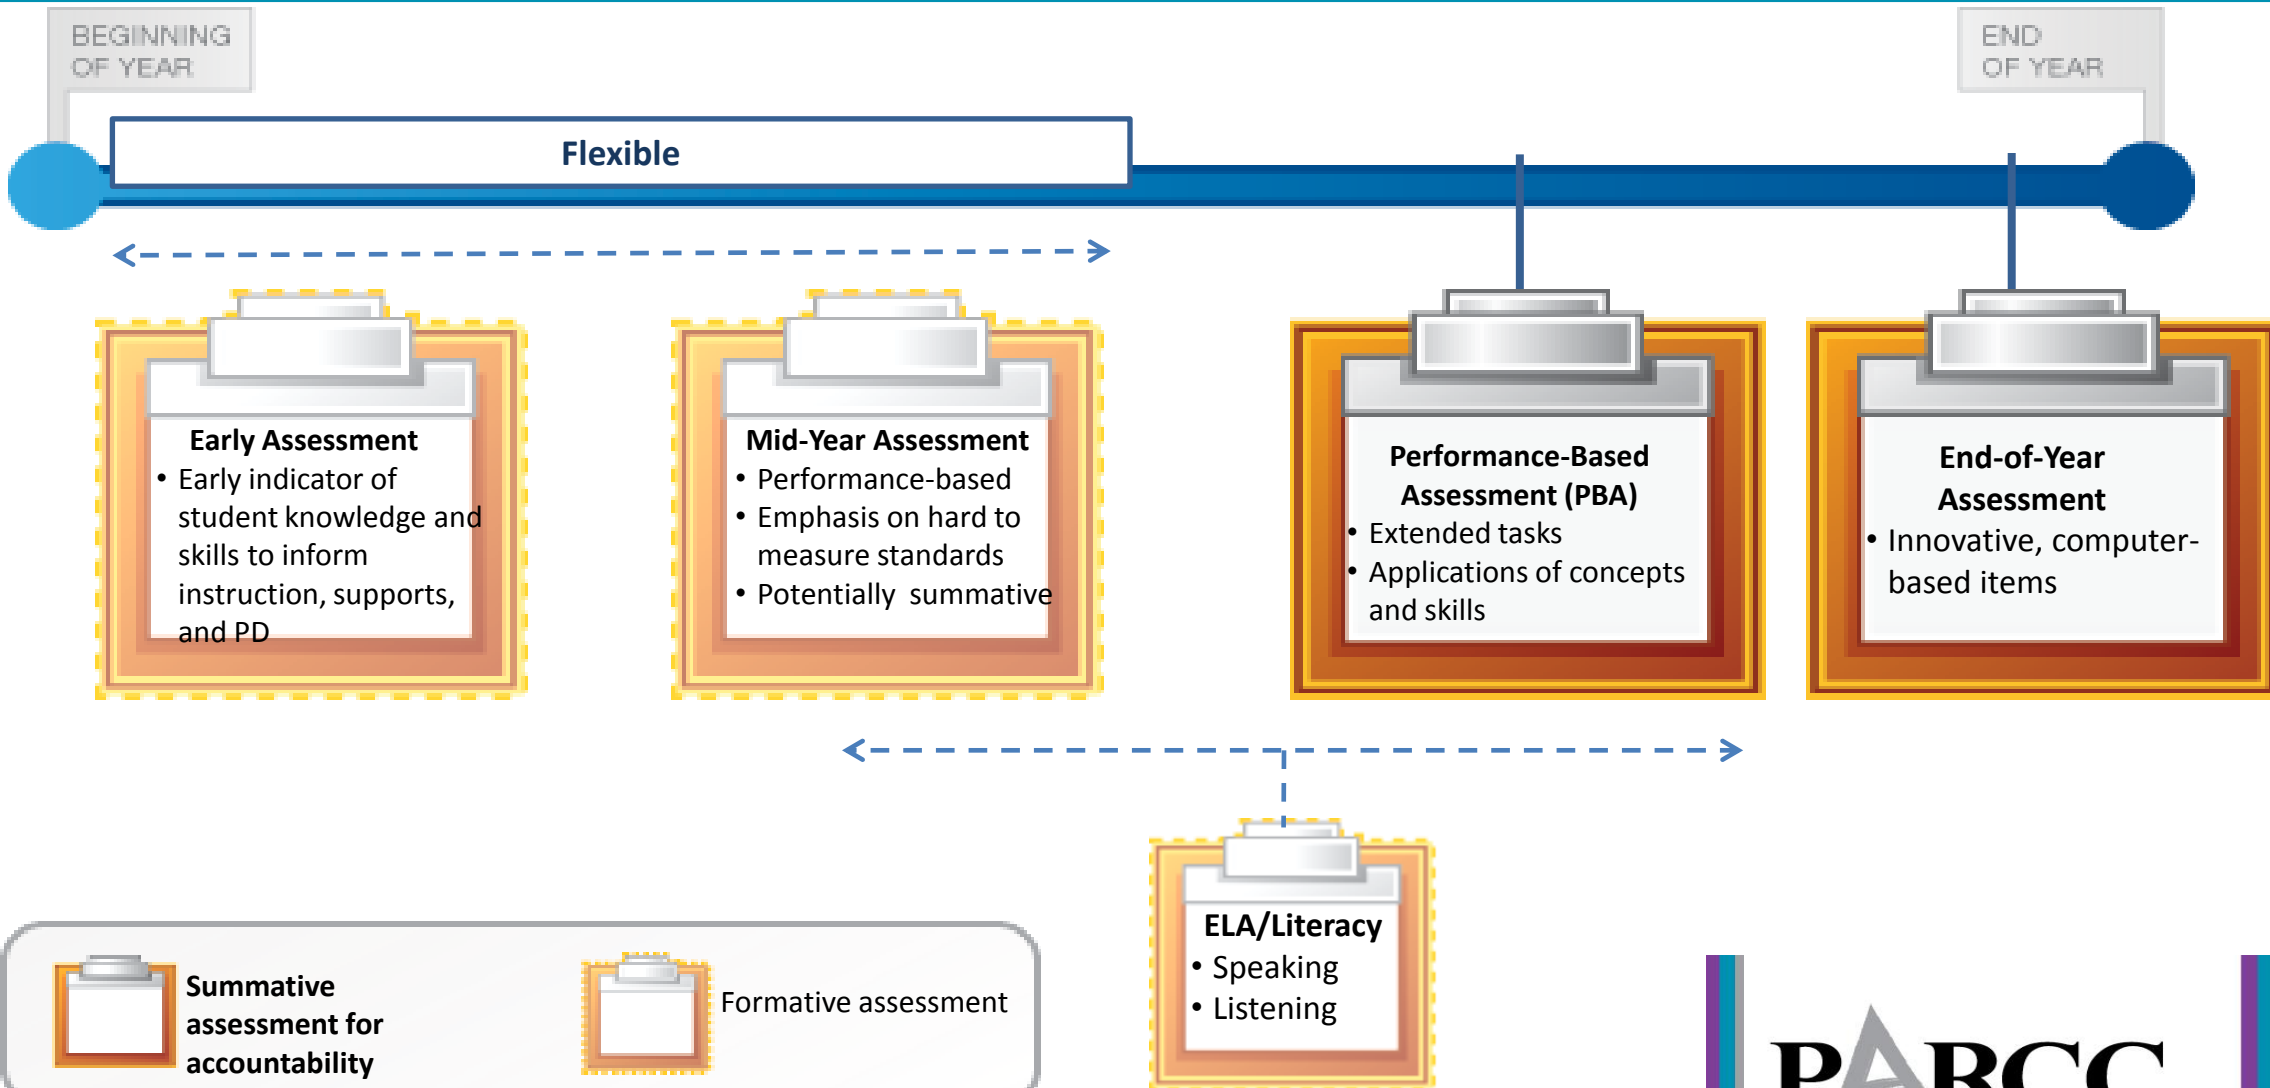 BEGINNING
OF YEAR
END
OF YEAR
Flexible
Early Assessment
• Early indicator of
student knowledge and
skills to inform
instruction, supports,
and PD
Mid-Year Assessment
• Performance-based
• Emphasis on hard to
measure standards
• Potentially summative
Performance-Based
Assessment (PBA)
• Extended tasks
• Applications of concepts
and skills
End-of-Year
Assessment
• Innovative, computer-
based items
ELA/Literacy
• Speaking
• Listening
Summative
assessment for
accountability
Formative assessment
PARCC